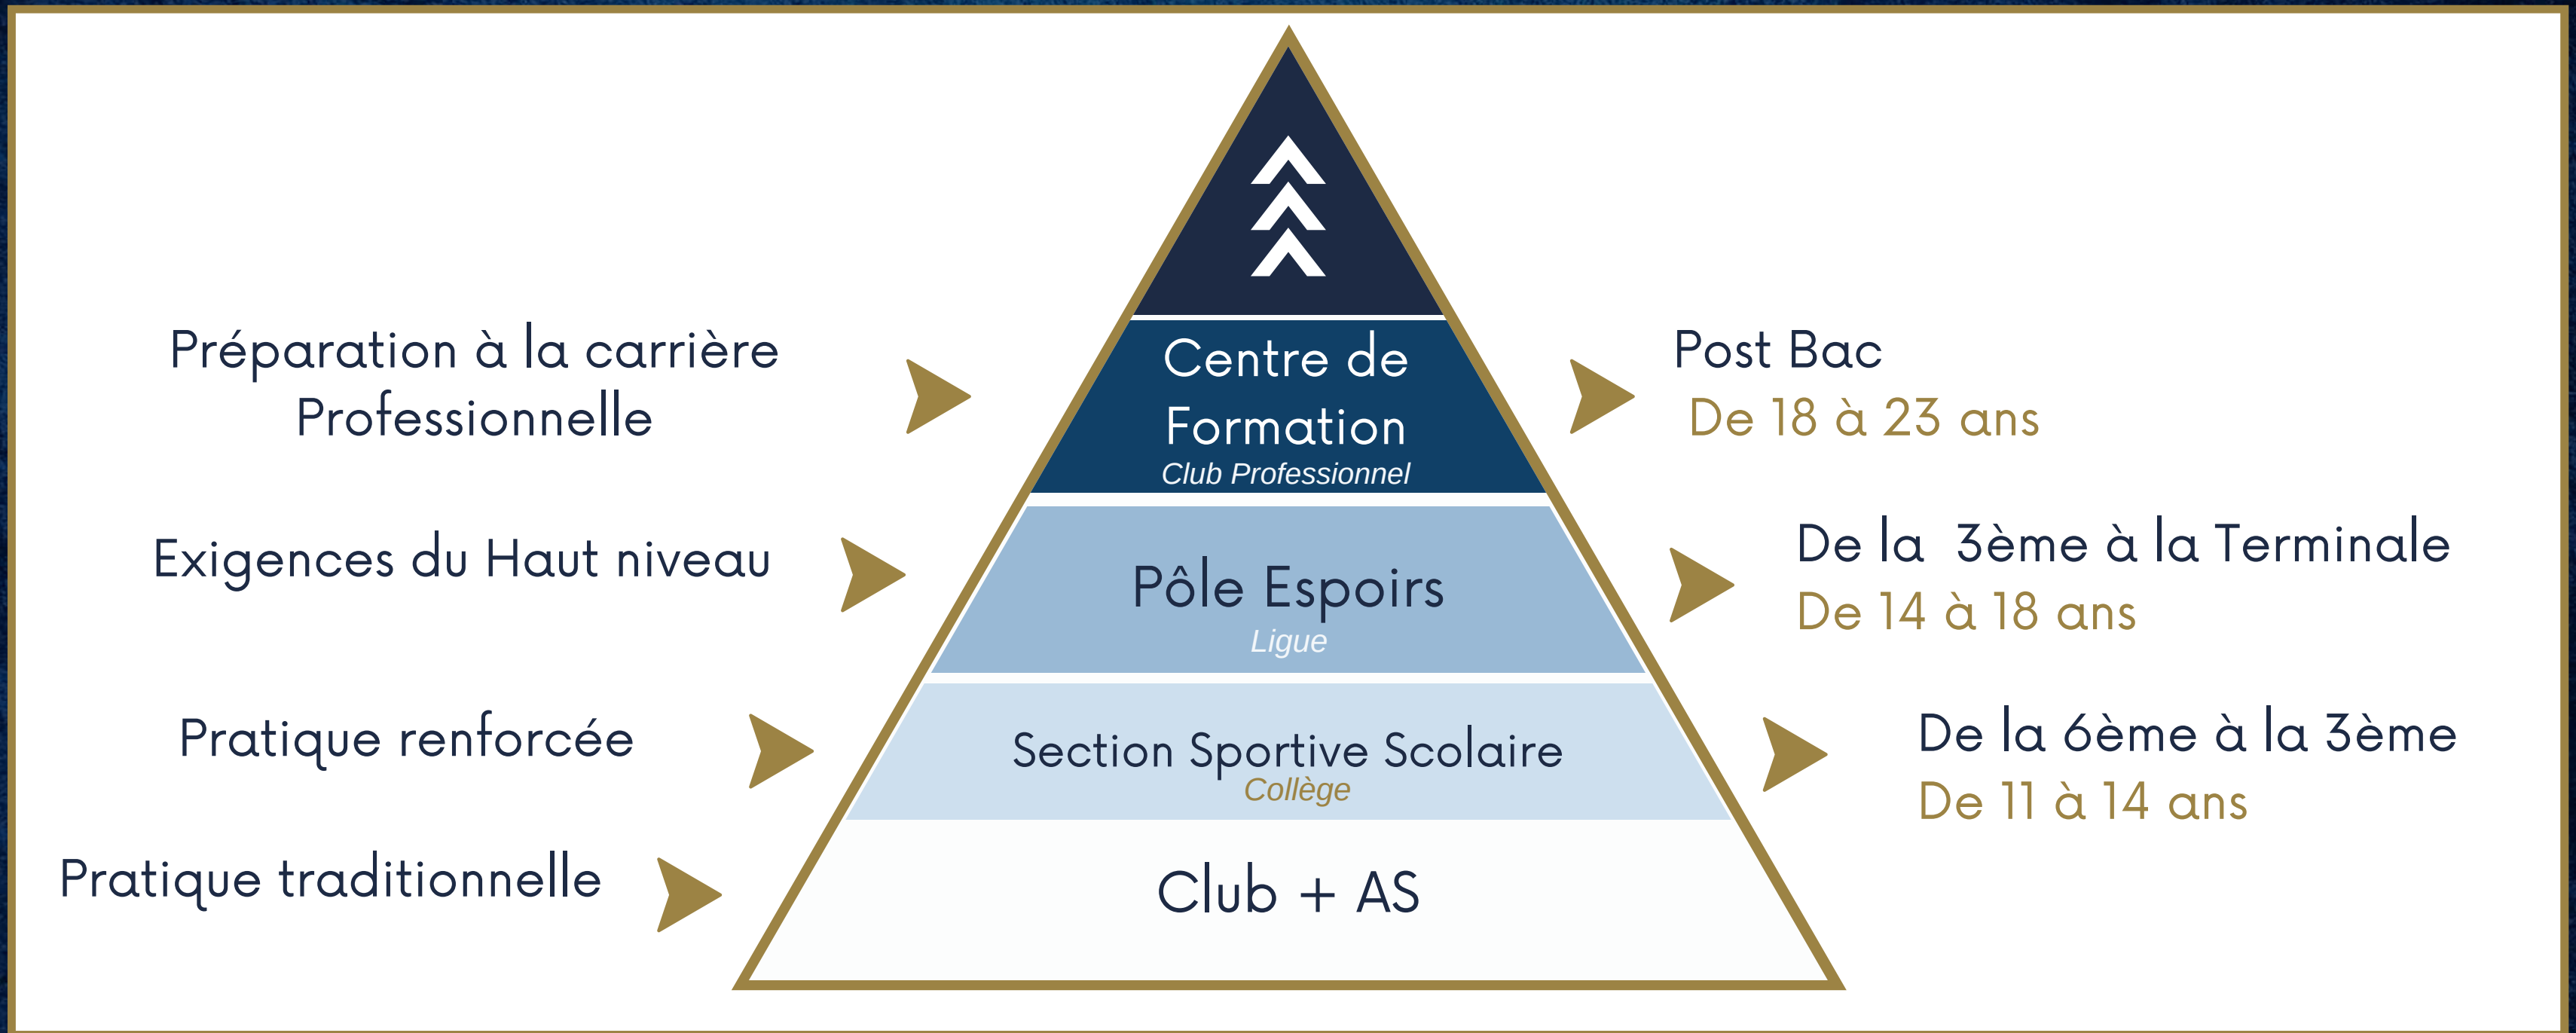 Préparation à la carrière
Professionnelle
Centre de
Formation
Club Professionnel
Post Bac
De 18 à 23 ans
Exigences du Haut niveau
Pôle Espoirs
Ligue
De la 3ème à la Terminale
De 14 à 18 ans
Pratique renforcée
Section Sportive Scolaire
Collège
De la 6ème à la 3ème
De 11 à 14 ans
Pratique traditionnelle
Club + AS